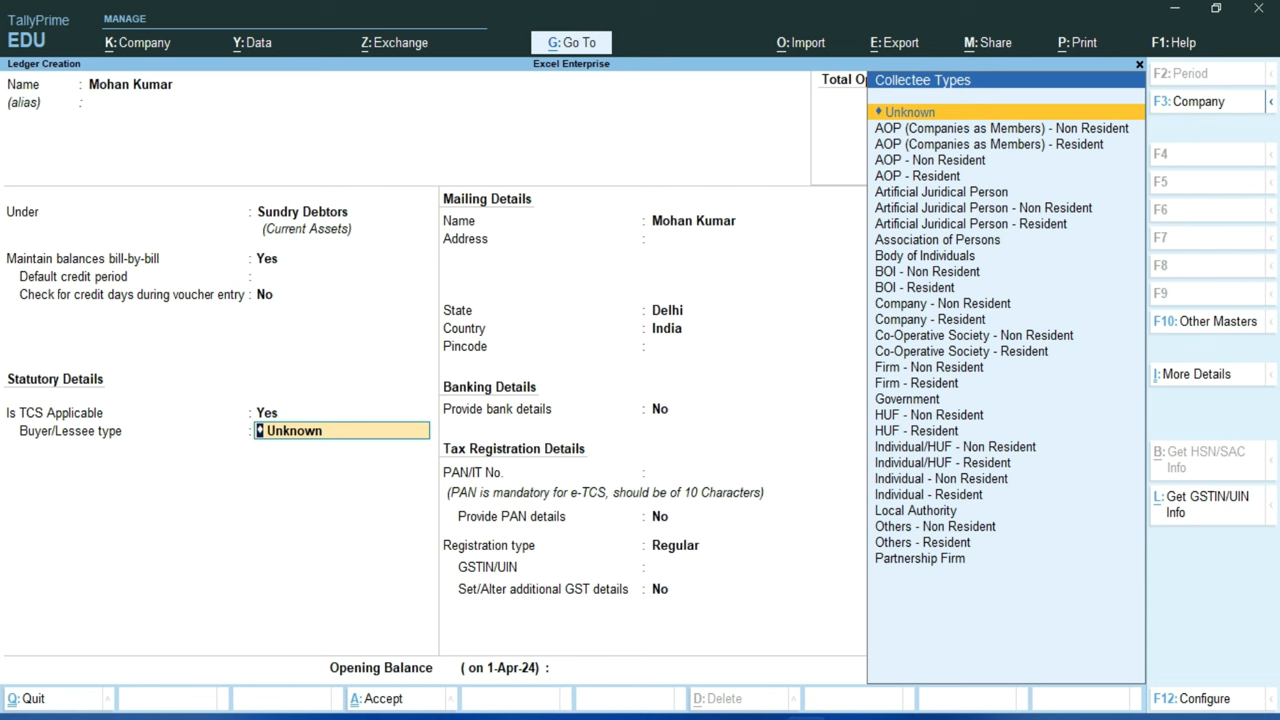 TallyPrime
EDU
MANAGE
K: Company
Y: Data
Z: Exchange
G: Go To
O: Import
E: Export
M: Share
P: Print
F1: Help
Ledger Creation
Excel Enterprise
Name : Mohan Kumar
(alias) :
Total Op
Under : Sundry Debtors
(Current Assets)
Maintain balances bill-by-bill : Yes
Default credit period :
Check for credit days during voucher entry : No
Statutory Details
Is TCS Applicable : Yes
Buyer/Lessee type : Unknown
Mailing Details
Name : Mohan Kumar
Address :
State : Delhi
Country : India
Pincode :
Banking Details
Provide bank details : No
Tax Registration Details
PAN/IT No. :
(PAN is mandatory for e-TCS, should be of 10 Characters)
Provide PAN details : No
Registration type : Regular
GSTIN/UIN :
Set/Alter additional GST details : No
Opening Balance ( on 1-Apr-24) :
Collectee Types
Unknown
AOP (Companies as Members) - Non Resident
AOP (Companies as Members) - Resident
AOP - Non Resident
AOP - Resident
Artificial Juridical Person
Artificial Juridical Person - Non Resident
Artificial Juridical Person - Resident
Association of Persons
Body of Individuals
BOI - Non Resident
BOI - Resident
Company - Non Resident
Company - Resident
Co-Operative Society - Non Resident
Co-Operative Society - Resident
Firm - Non Resident
Firm - Resident
Government
HUF - Non Resident
HUF - Resident
Individual/HUF - Non Resident
Individual/HUF - Resident
Individual - Non Resident
Individual - Resident
Local Authority
Others - Non Resident
Others - Resident
Partnership Firm
F2: Period
F3: Company
F4
F5
F6
F7
F8
F9
F10: Other Masters
I: More Details
B: Get HSN/SAC
Info
L: Get GSTIN/UIN
Info
Q: Quit
A: Accept
D: Delete
F12: Configure